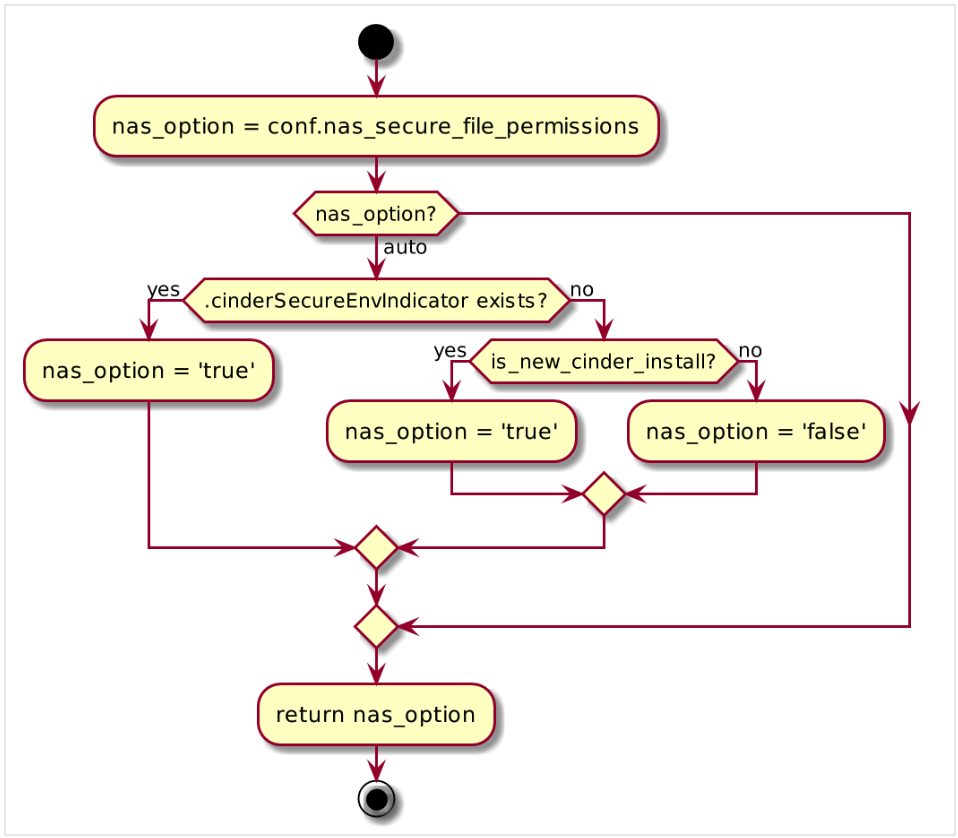 nas_option = conf.nas_secure_file_permissions
nas_option?
auto
yes
.cinderSecureEnvIndicator exists?
no
nas_option = 'true'
yes
is_new_cinder_install?
no
nas_option = 'true'
nas_option = 'false'
return nas_option